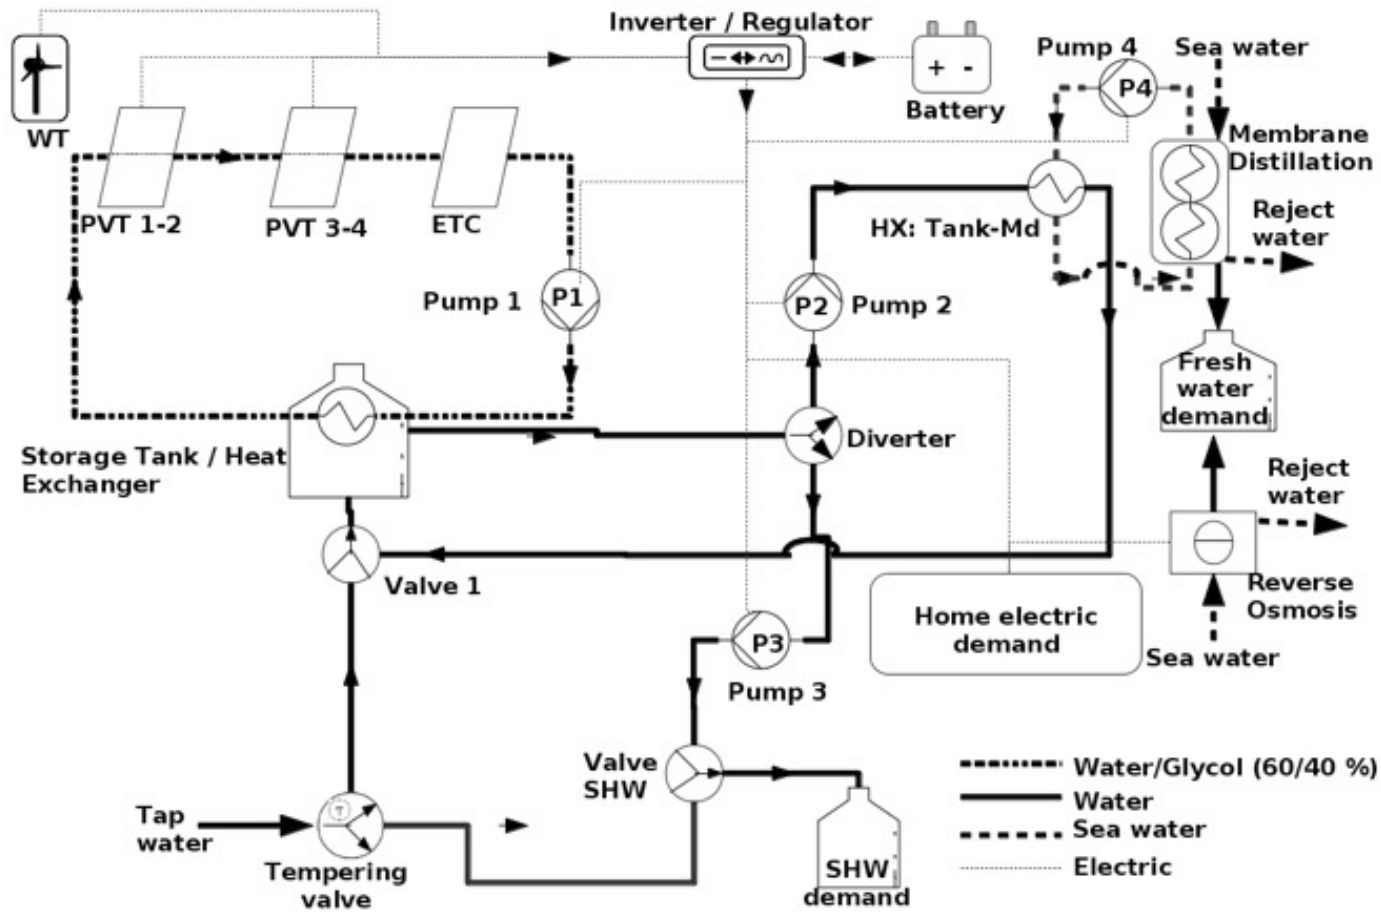 Inverter / Regulator
Pump 4
Sea water
P4
+ -
Battery
WT
Membrane
Distillation
PVT 1-2
PVT 3-4
ETC
HX: Tank-Md
Reject
water
Pump 1
P1
P2
Pump 2
Fresh
water
demand
Diverter
Storage Tank / Heat
Exchanger
Reject
water
Valve 1
Reverse
Osmosis
Home electric
demand
Sea water
P3
Pump 3
Valve
SHW
Water/Glycol (60/40 %)
Water
Sea water
Electric
Tap
water
T
Tempering
valve
SHW
demand